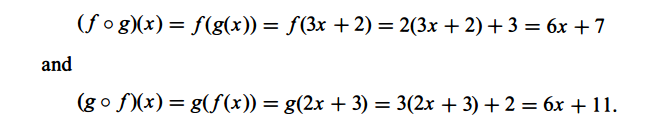 (f ∘ g)(x) = f(g(x)) = f(3x + 2) = 2(3x + 2) + 3 = 6x + 7
and
(g ∘ f)(x) = g(f(x)) = g(2x + 3) = 3(2x + 3) + 2 = 6x + 11.